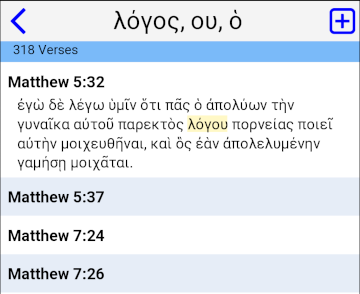 λόγος, ου, ὁ
318 Verses
Matthew 5:32
ἐγὼ δὲ λέγω ὑμῖν ὅτι πᾶς ὁ ἀπολύων τὴν
γυναῖκα αὐτοῦ παρεκτὸς λόγου πορνείας ποιεῖ
αὐτὴν μοιχευθῆναι, καὶ ὃς ἐὰν ἀπολελυμένην
γαμήσῃ μοιχᾶται.
Matthew 5:37
Matthew 7:24
Matthew 7:26